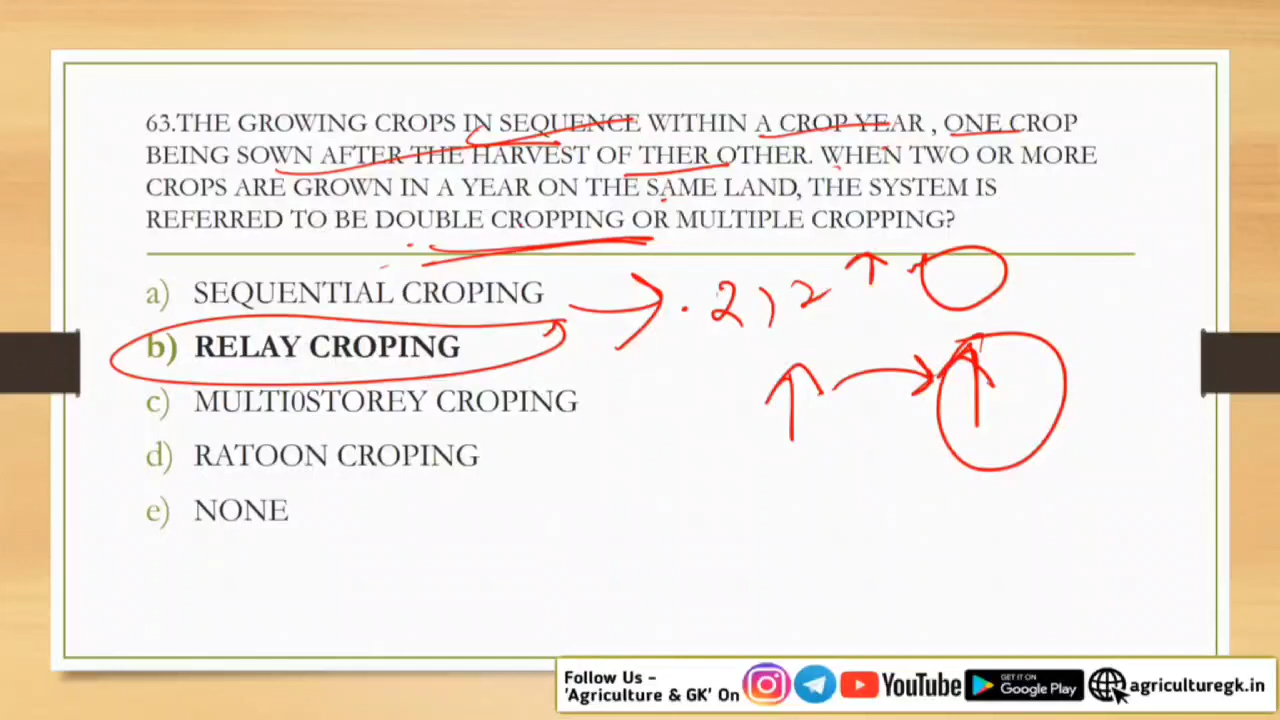 63.THE GROWING CROPS IN SEQUENCE WITHIN A CROP YEAR , ONE CROP
BEING SOWN AFTER THE HARVEST OF THER OTHER. WHEN TWO OR MORE
CROPS ARE GROWN IN A YEAR ON THE SAME LAND, THE SYSTEM IS
REFERRED TO BE DOUBLE CROPPING OR MULTIPLE CROPPING?
a) SEQUENTIAL CROPING
. 2, 2
b) RELAY CROPING
c) MULTI0STOREY CROPING
d) RATOON CROPING
e) NONE
Follow Us –
'Agriculture & GK' On
YouTube
GET IT ON
Google Play
agriculturegk.in